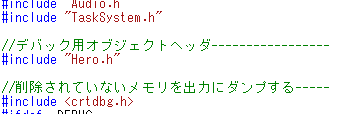 #include "Audio.h"
#include "TaskSystem.h"
//デバック用オブジェクトヘッダ-----------------
#include "Hero.h"
//削除されていないメモリを出力にダンプする-----
#include <crtdbg.h>
#ifdef _DEBUG